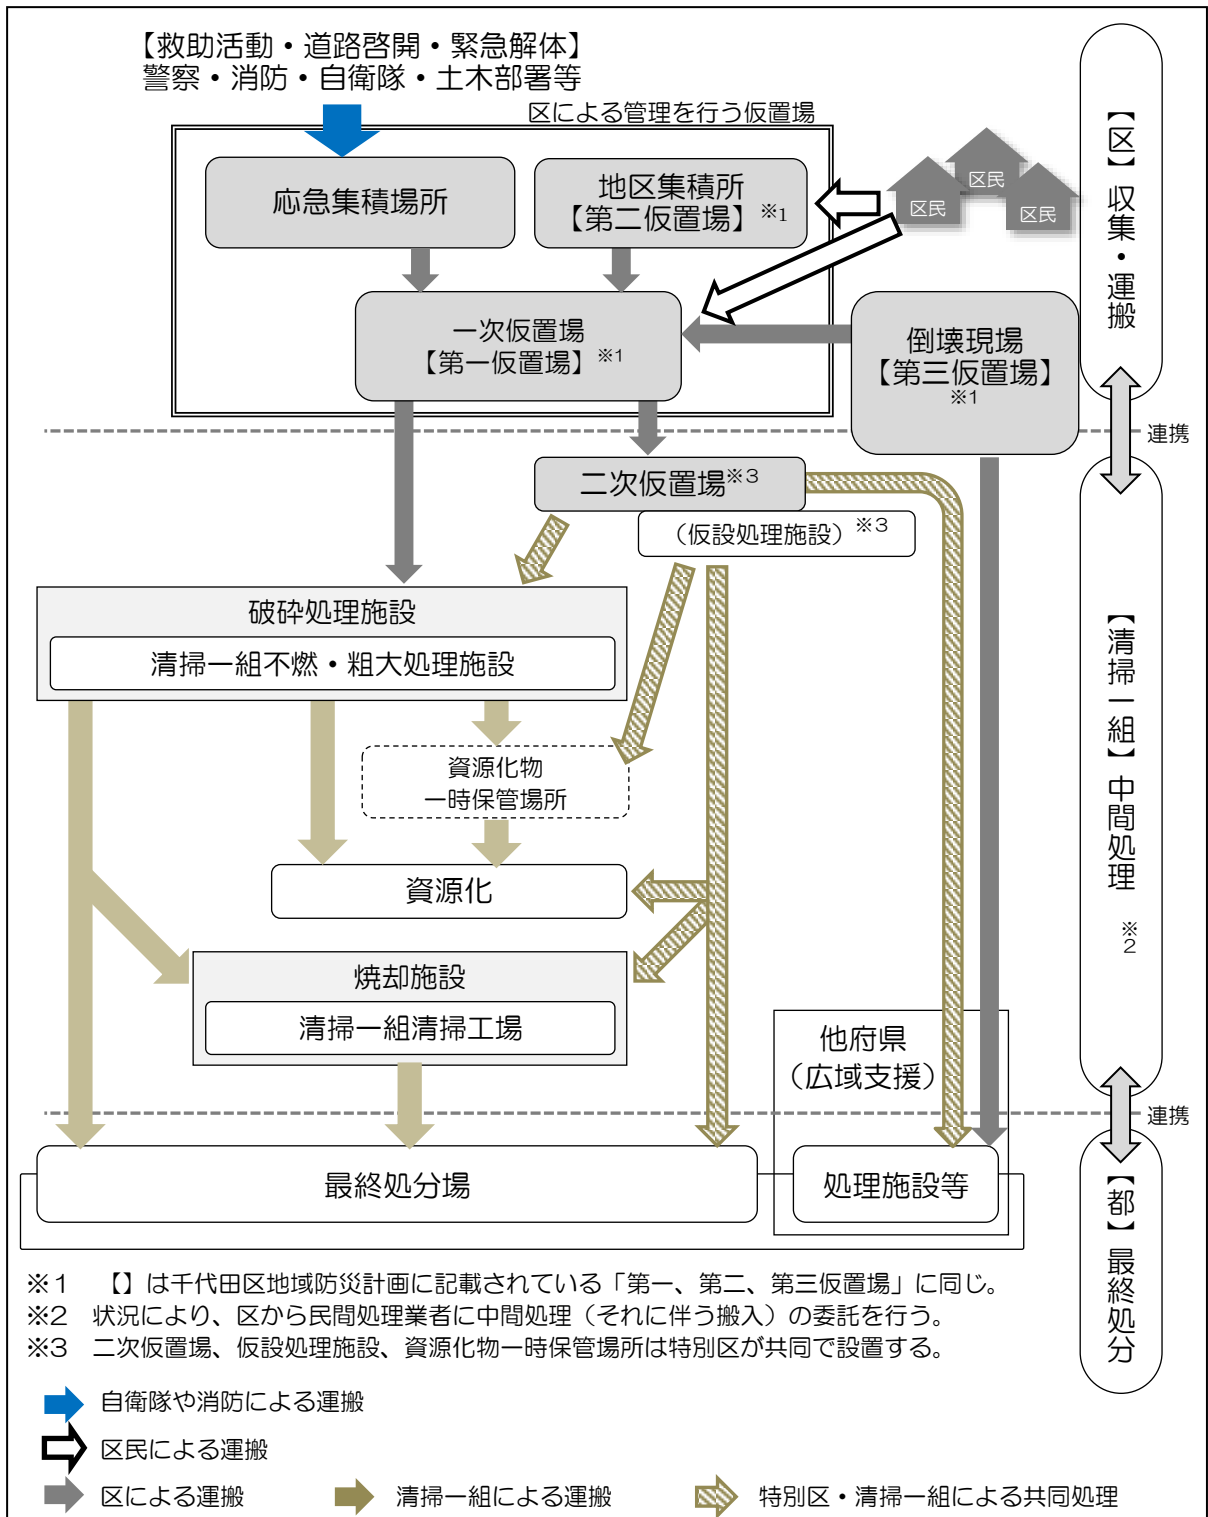 【救助活動・道路啓開・緊急解体】
警察・消防・自衛隊・土木部署等
区による管理を行う仮置場
応急集積場所
地区集積所
【第二仮置場】※1
区民
区民
区民
一次仮置場
【第一仮置場】※1
倒壊現場
【第三仮置場】
※1
【区】収集・運搬
連携
二次仮置場※3
（仮設処理施設）※3
破砕処理施設
清掃一組不燃・粗大処理施設
資源化物
一時保管場所
資源化
焼却施設
清掃一組清掃工場
【清掃一組】中間処理
※2
他府県
（広域支援）
連携
最終処分場
処理施設等
【都】最終処分
※1　【】は千代田区地域防災計画に記載されている「第一、第二、第三仮置場」に同じ。
※2　状況により、区から民間処理業者に中間処理（それに伴う搬入）の委託を行う。
※3　二次仮置場、仮設処理施設、資源化物一時保管場所は特別区が共同で設置する。
自衛隊や消防による運搬
区民による運搬
区による運搬
清掃一組による運搬
特別区・清掃一組による共同処理